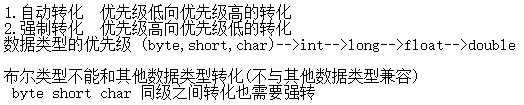 1.自动转化  优先级低向优先级高的转化
2.强制转化  优先级高向优先级低的转化
数据类型的优先级 (byte,short,char)-->int-->long-->float-->double
布尔类型不能和其他数据类型转化(不与其他数据类型兼容)
byte short char 同级之间转化也需要强转